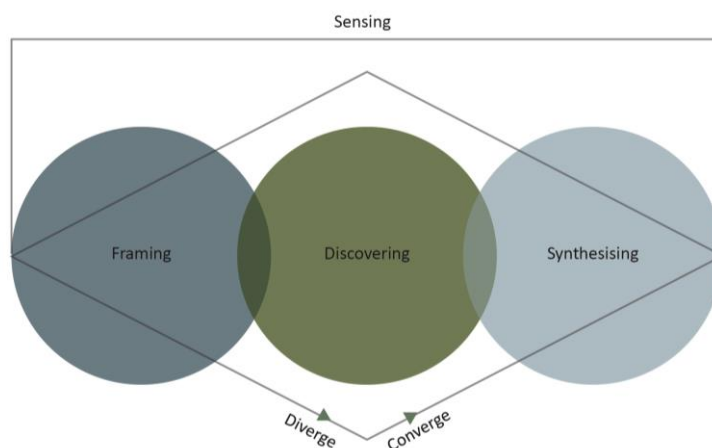 Sensing
Framing
Discovering
Synthesising
Diverge
Converge